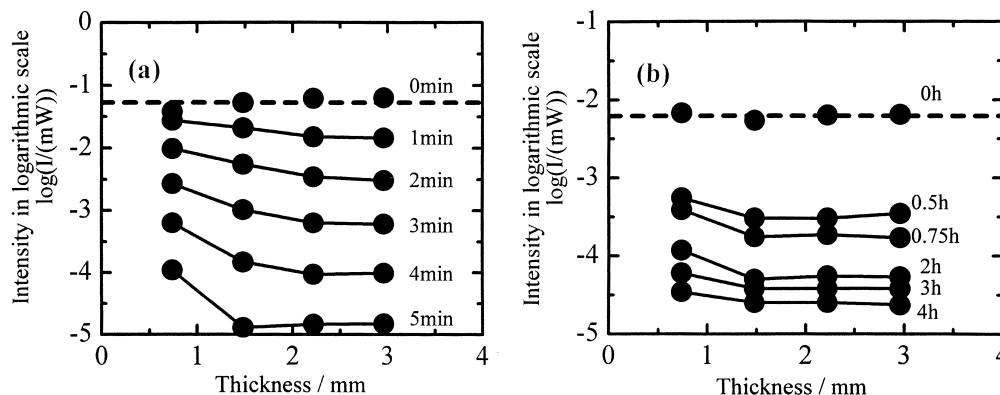 Intensity in logarithmic scale
log(I/(mW))
0
-1
-2
-3
-4
-5
(a)
0min
1min
2min
3min
4min
5min
0 1 2 3 4
Thickness / mm
Intensity in logarithmic scale
log(I/(mW))
-1
-2
-3
-4
-5
(b)
0h
0.5h
0.75h
2h
3h
4h
0 1 2 3 4
Thickness / mm